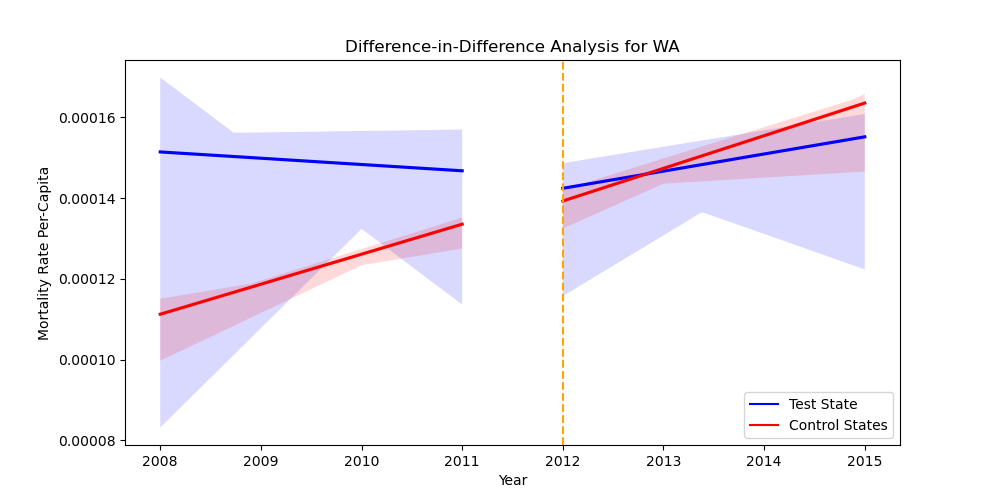 Difference-in-Difference Analysis for WA
Mortality Rate Per-Capita
0.00016
0.00014
0.00012
0.00010
0.00008
2008 2009 2010 2011 2012 2013 2014 2015
Year
Test State
Control States